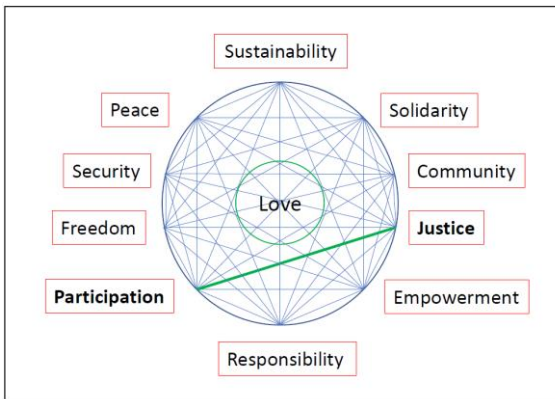 Sustainability
Peace
Solidarity
Security
Community
Love
Freedom
Justice
Participation
Empowerment
Responsibility